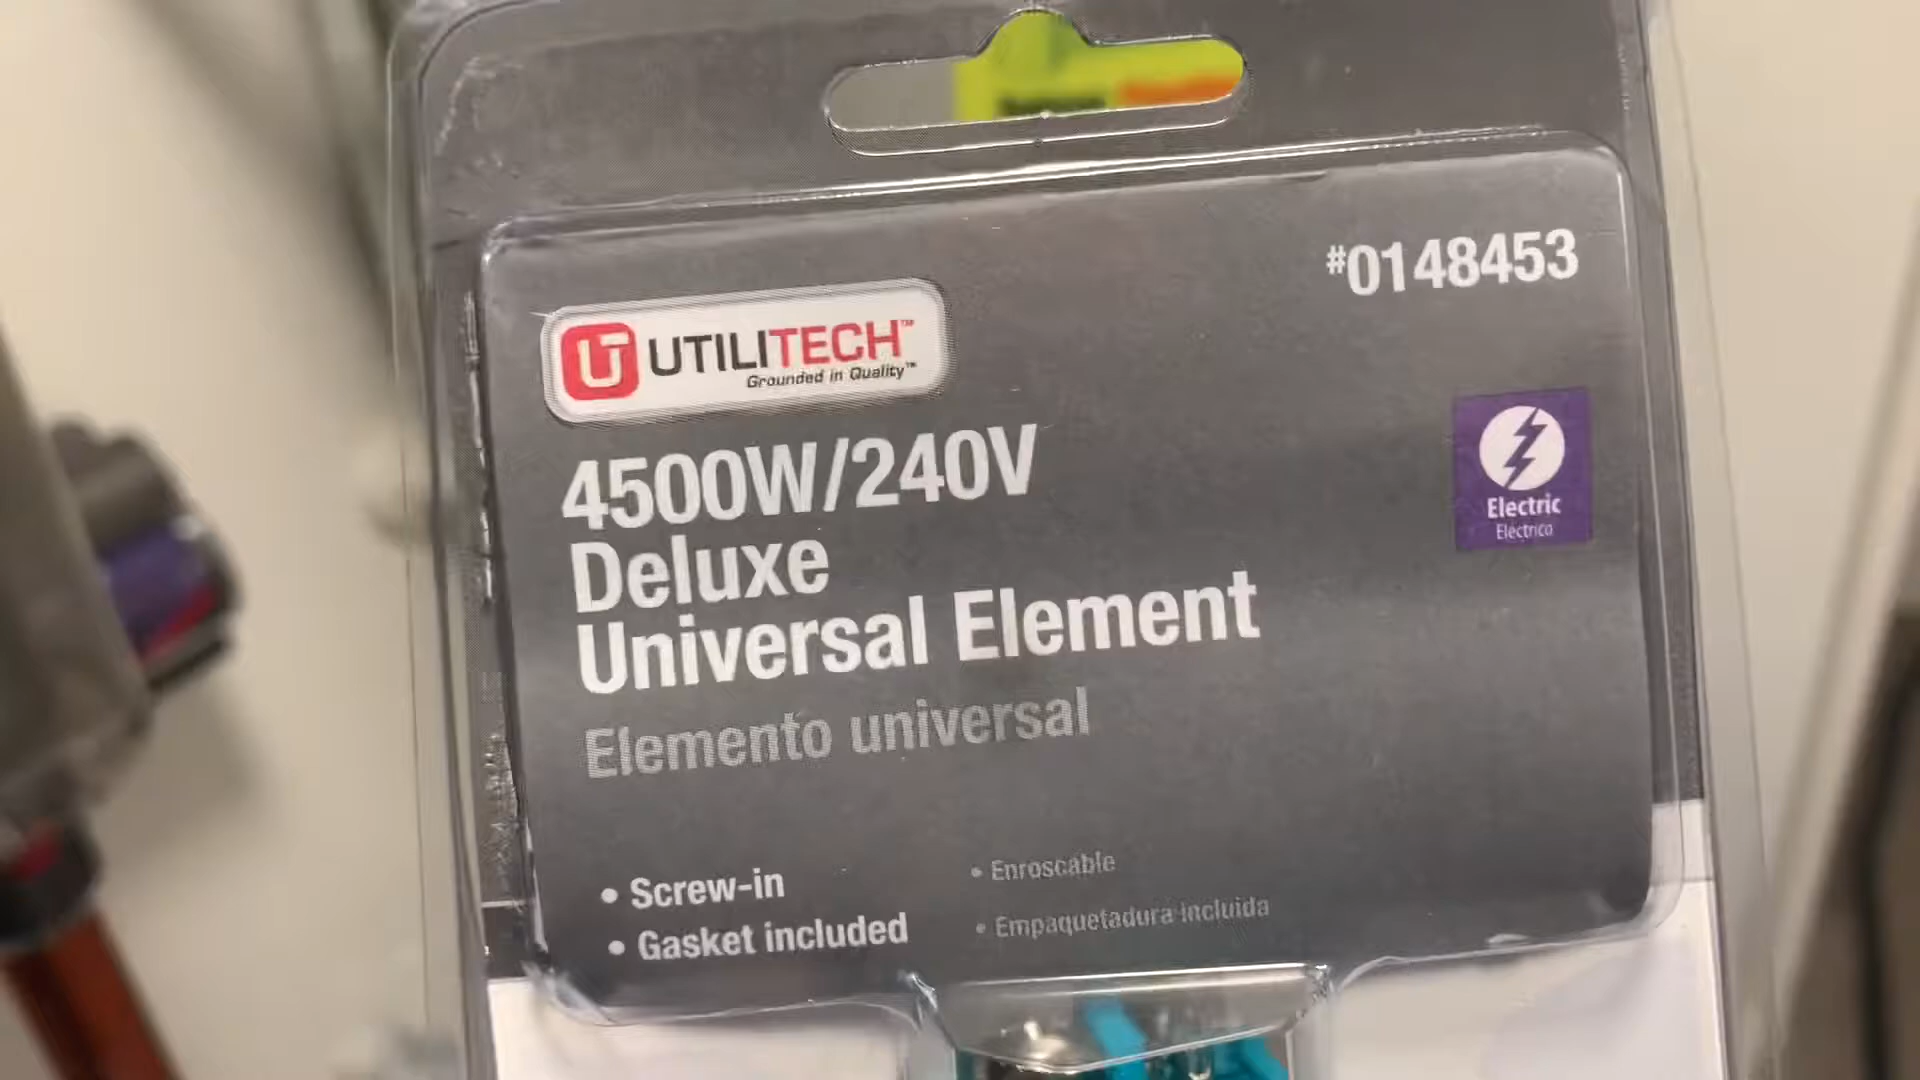 #0148453
UTILITECH™
Grounded in Quality™
4500W/240V
Deluxe
Universal Element
Elemento universal
Electric
Eléctrico
• Screw-in
• Gasket included
• Enroscable
• Empaquetadura incluida